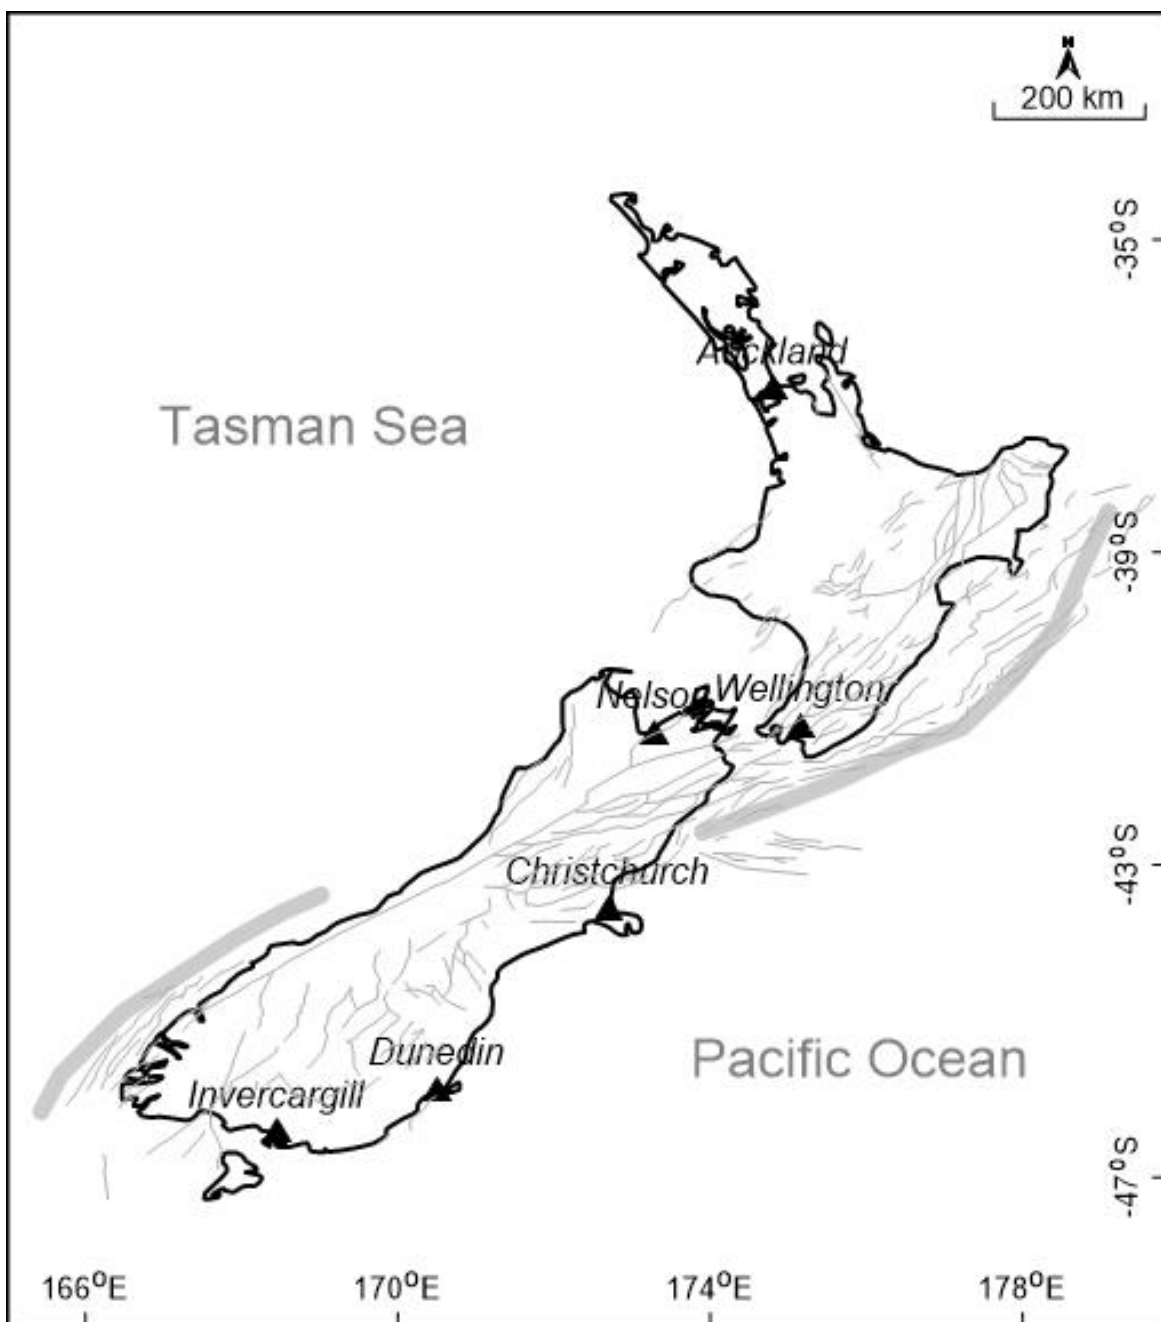 N
200 km
-35°S
Auckland
Tasman Sea
-39°S
Nelson
Wellington
-43°S
Christchurch
Dunedin
Pacific Ocean
Invercargill
-47°S
166°E
170°E
174°E
178°E